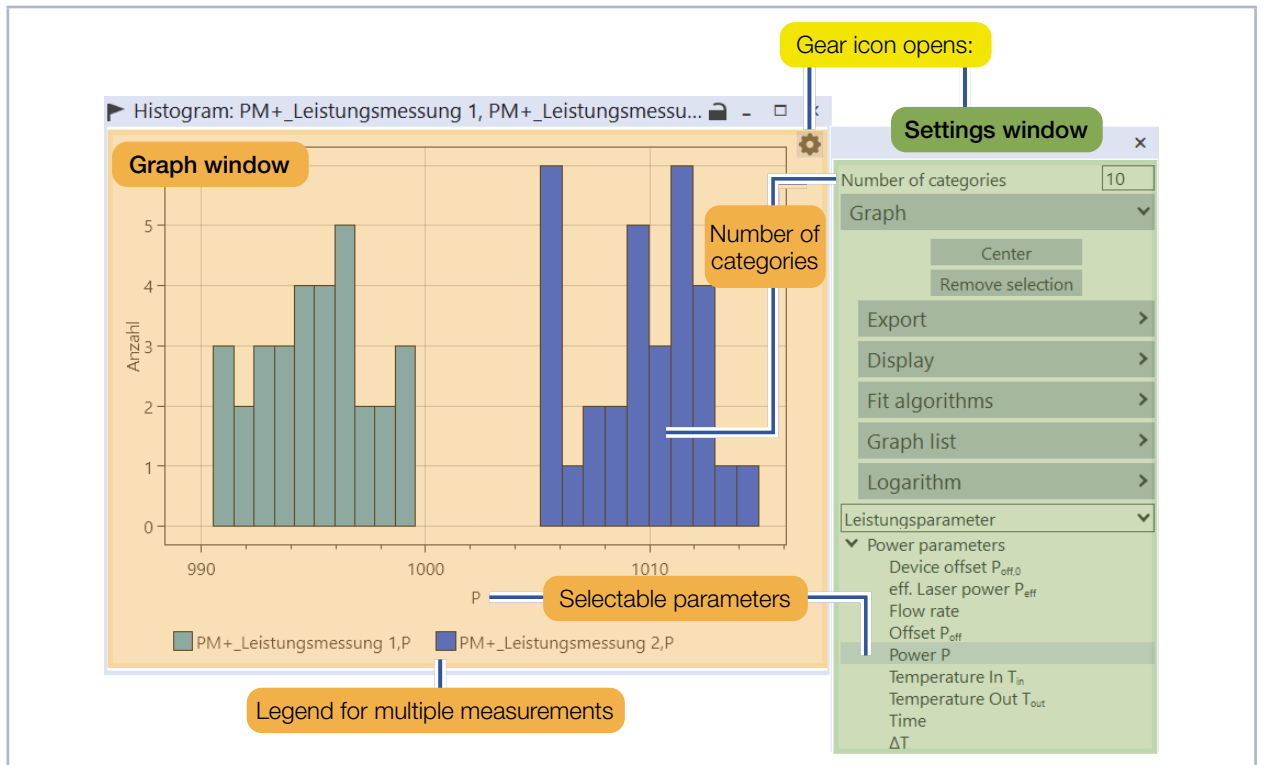 Gear icon opens:
Histogram: PM+_Leistungsmessung 1, PM+_Leistungsmessu...
Settings window
Graph window
Number of categories 10
Graph
Number of
categories
Center
Remove selection
Export
Display
Fit algorithms
Graph list
Logarithm
Leistungsparameter
Power parameters
Device offset Poff,0
eff. Laser power Peff
Flow rate
Offset Poff
Power P
Temperature In Tin
Temperature Out Tout
Time
ΔT
Anzahl
5
4
3
2
1
0
990 1000 1010
P
Selectable parameters
PM+_Leistungsmessung 1,P PM+_Leistungsmessung 2,P
Legend for multiple measurements